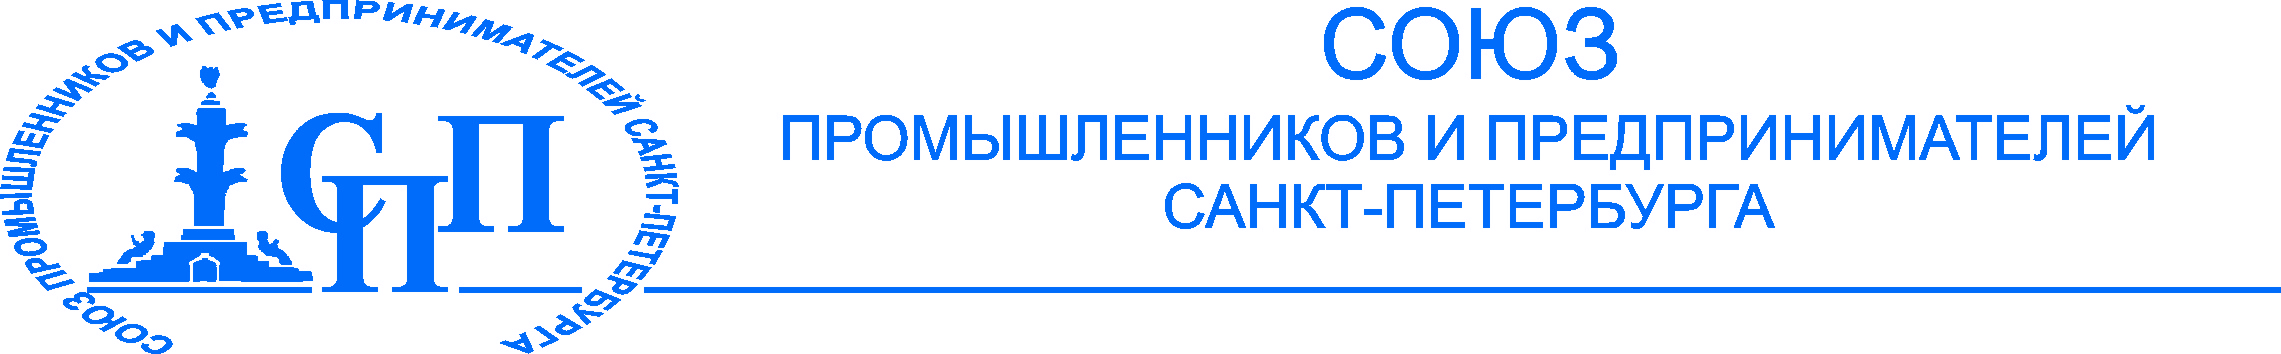 СОЮЗ ПРОМЫШЛЕННИКОВ И ПРЕДПРИНИМАТЕЛЕЙ САНКТ-ПЕТЕРБУРГА
СПП
СОЮЗ
ПРОМЫШЛЕННИКОВ И ПРЕДПРИНИМАТЕЛЕЙ
САНКТ-ПЕТЕРБУРГА